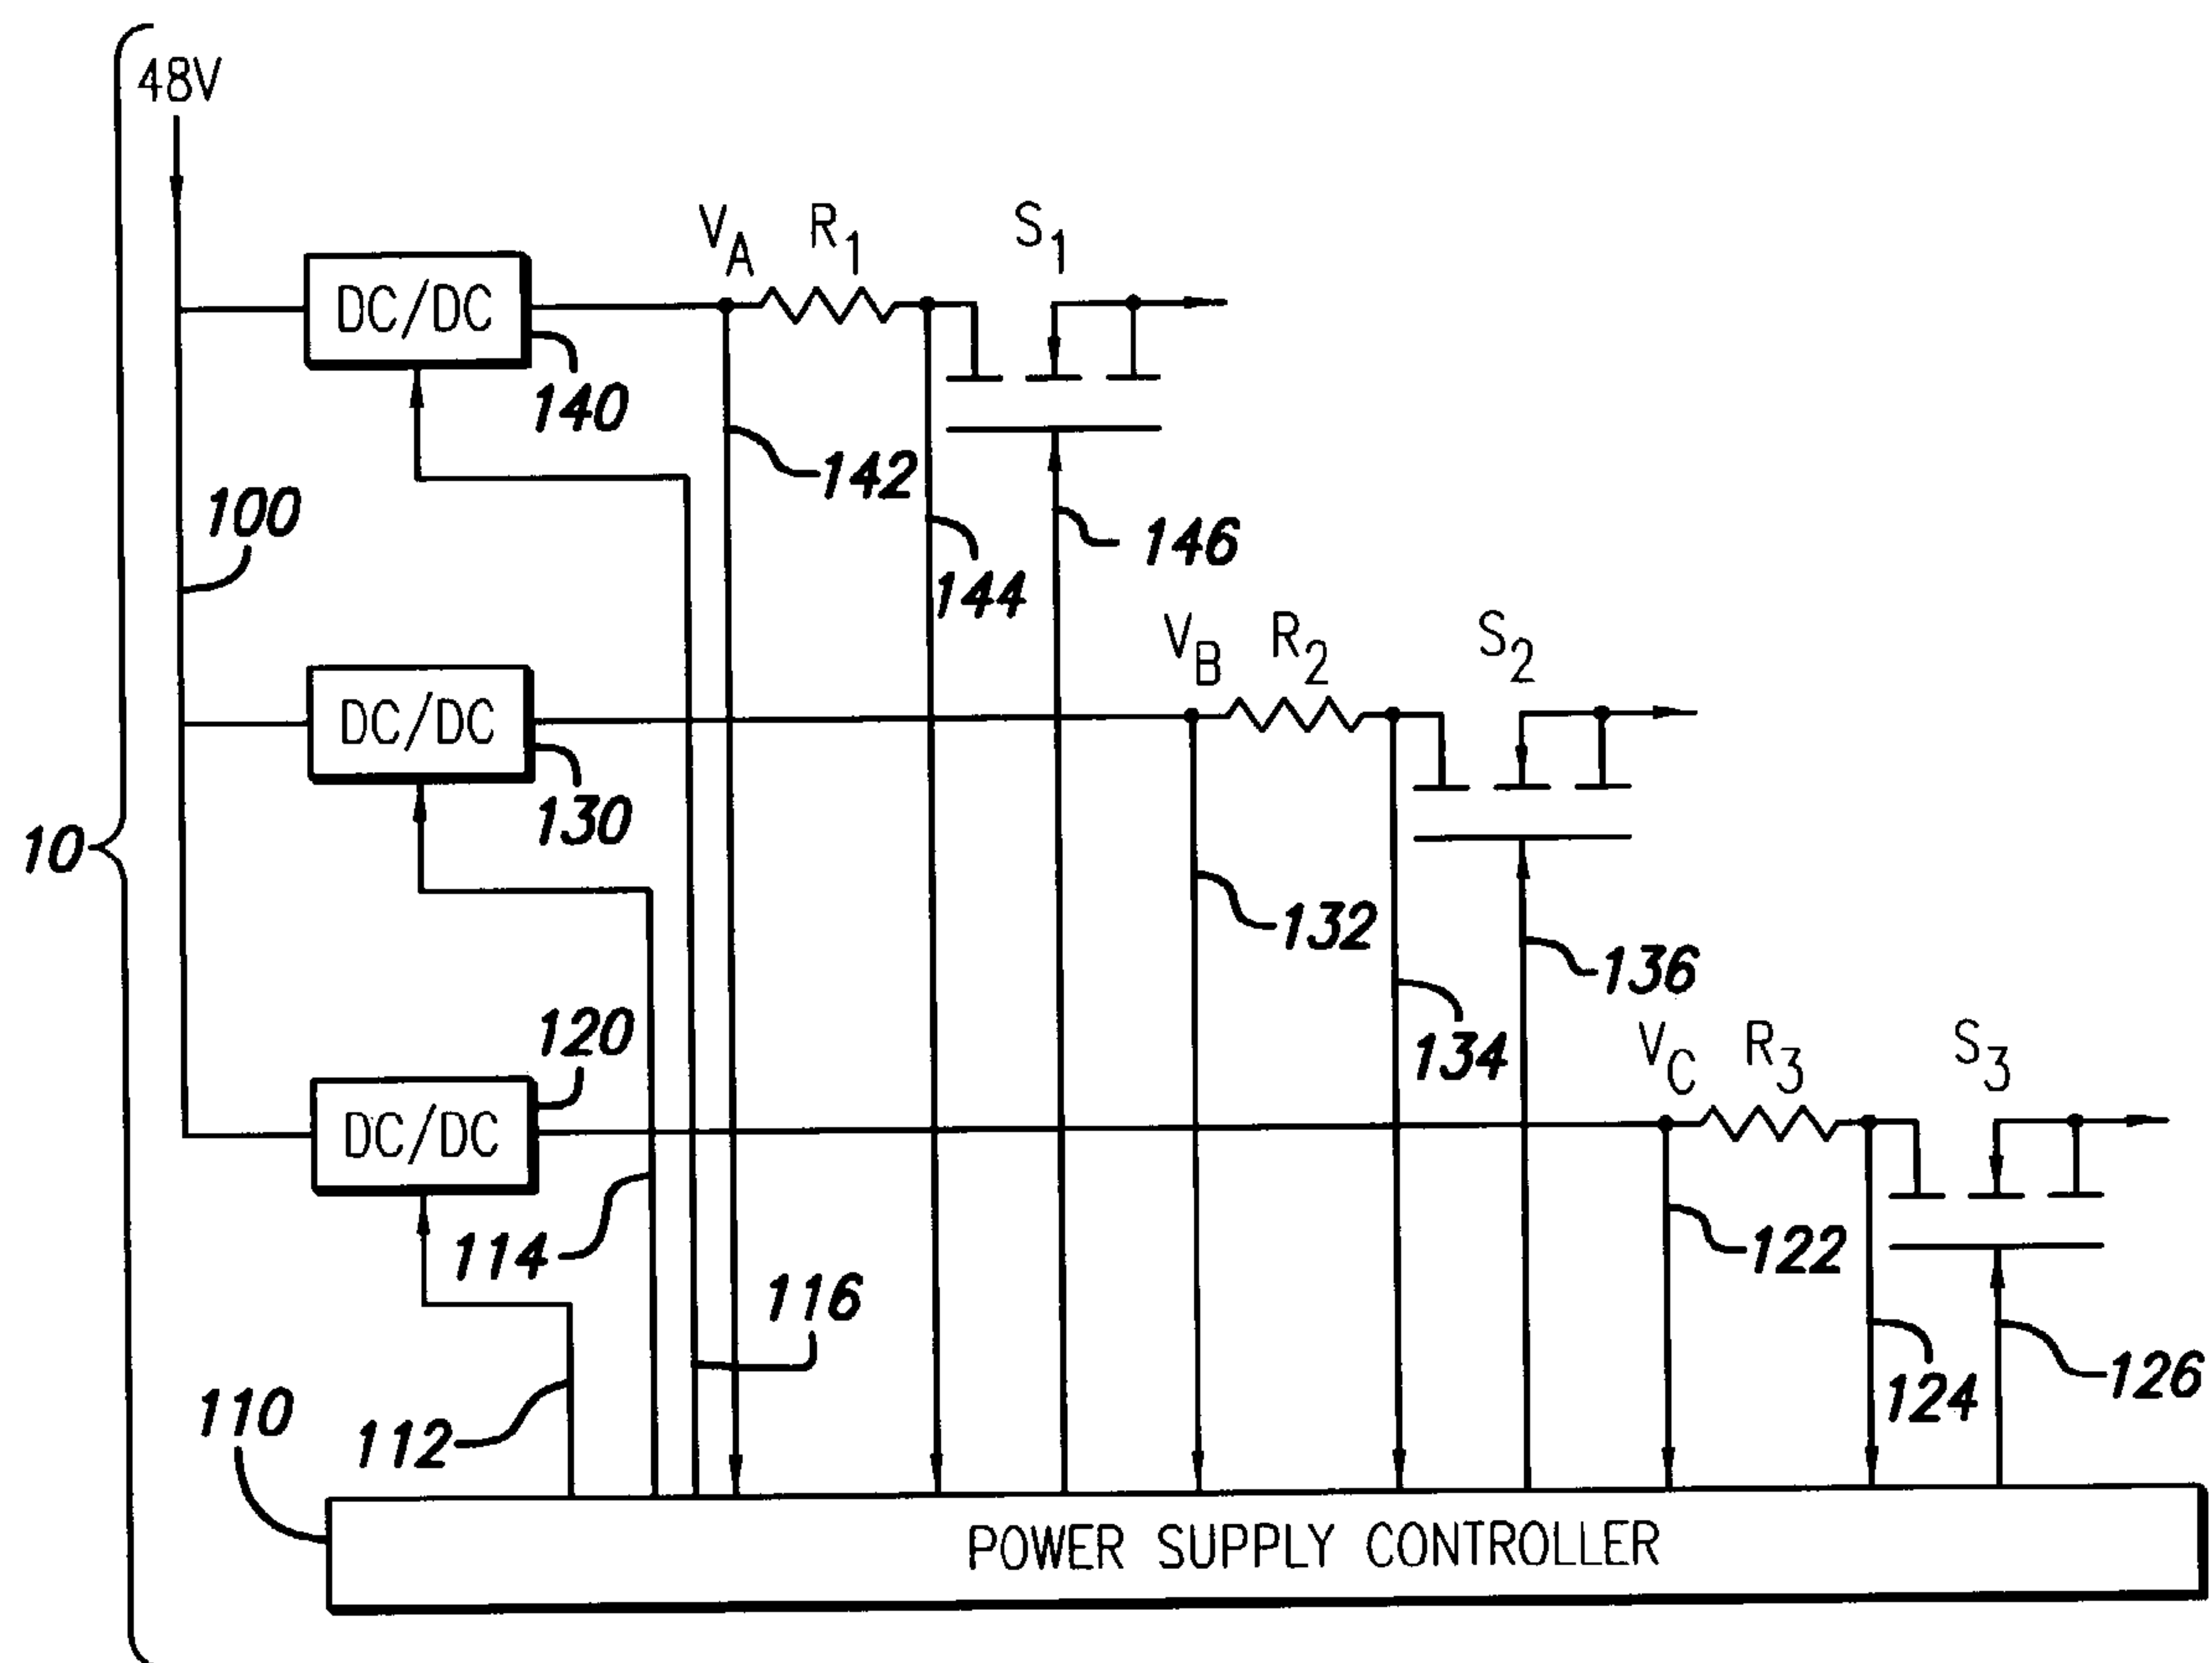 48V
V_A R_1 S_1
DC/DC
140
142
100
146
144
V_B R_2 S_2
DC/DC
130
10
132
136
120
134
V_C R_3 S_3
DC/DC
114
122
116
110
112
124
126
POWER SUPPLY CONTROLLER